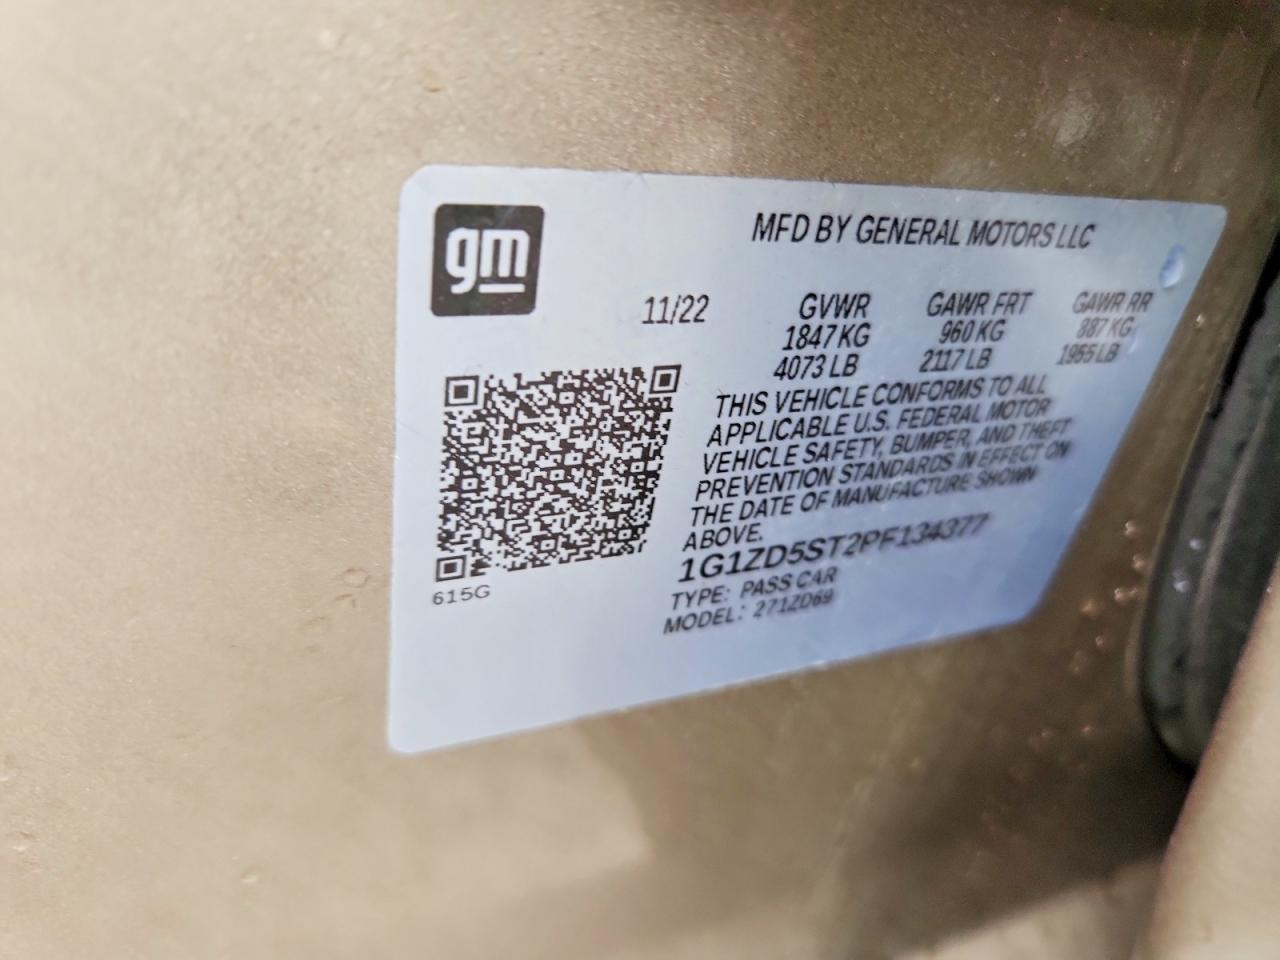 gm
MFD BY GENERAL MOTORS LLC
11/22 GVWR GAWR FRT GAWR RR
1847 KG 960 KG 887 KG
4073 LB 2117 LB 1955 LB
THIS VEHICLE CONFORMS TO ALL
APPLICABLE U.S. FEDERAL MOTOR
VEHICLE SAFETY, BUMPER, AND THEFT
PREVENTION STANDARDS IN EFFECT ON
THE DATE OF MANUFACTURE SHOWN
ABOVE.
1G1ZD5ST2PF134377
TYPE: PASS CAR
MODEL: 271ZD69
615G